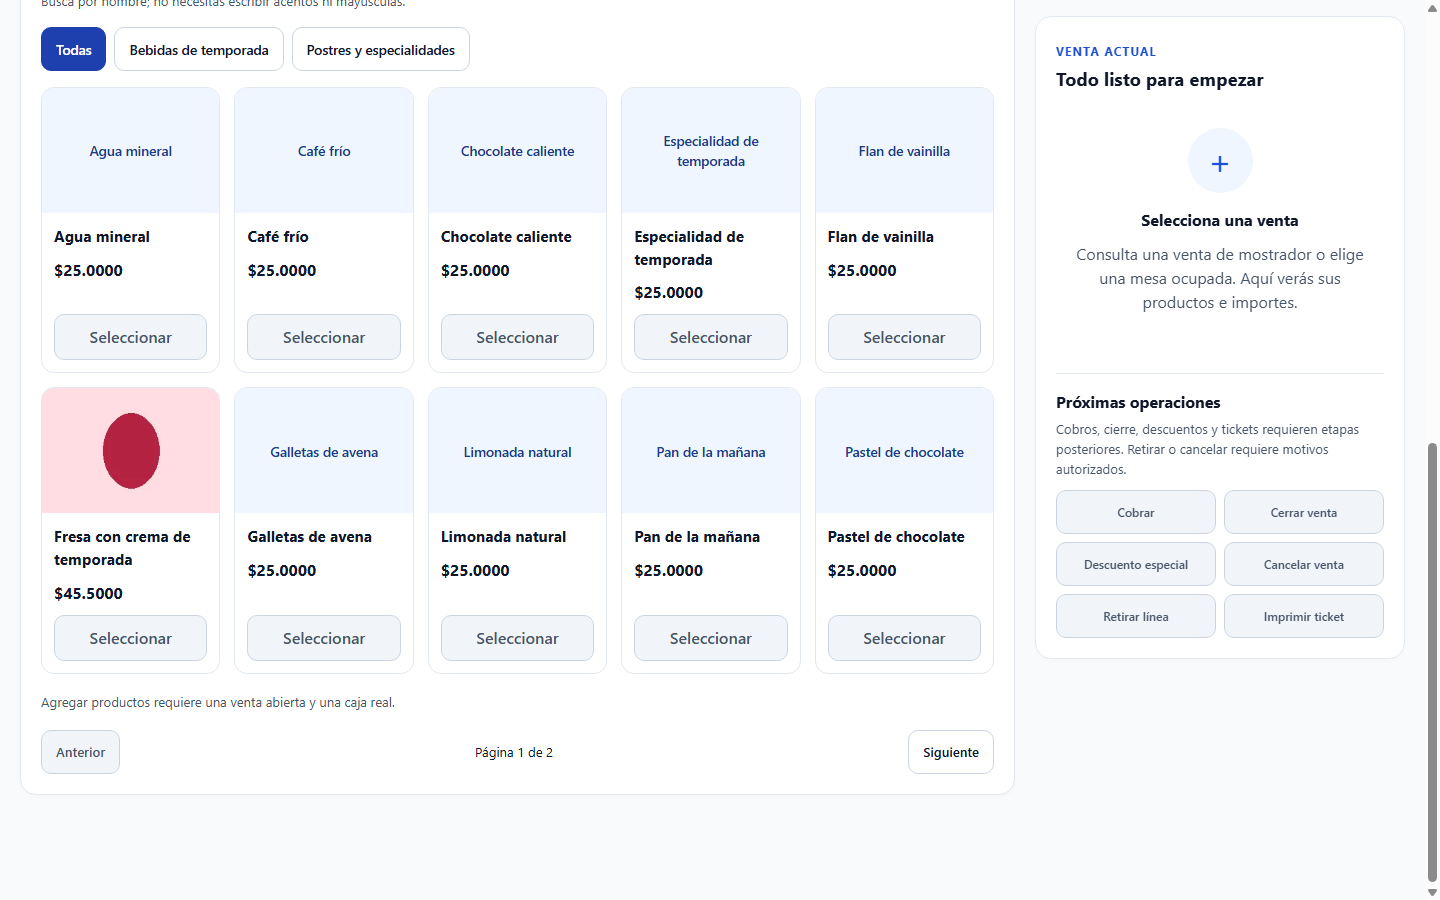 Busca por nombre; no necesitas escribir acentos ni mayúsculas.
Todas
Bebidas de temporada
Postres y especialidades
Agua mineral
Agua mineral
$25.0000
Seleccionar
Café frío
Café frío
$25.0000
Seleccionar
Chocolate caliente
Chocolate caliente
$25.0000
Seleccionar
Especialidad de
temporada
Especialidad de
temporada
$25.0000
Seleccionar
Flan de vainilla
Flan de vainilla
$25.0000
Seleccionar
Fresa con crema de
temporada
$45.5000
Seleccionar
Galletas de avena
Galletas de avena
$25.0000
Seleccionar
Limonada natural
Limonada natural
$25.0000
Seleccionar
Pan de la mañana
Pan de la mañana
$25.0000
Seleccionar
Pastel de chocolate
Pastel de chocolate
$25.0000
Seleccionar
Agregar productos requiere una venta abierta y una caja real.
Anterior
Página 1 de 2
Siguiente
VENTA ACTUAL
Todo listo para empezar
+
Selecciona una venta
Consulta una venta de mostrador o elige
una mesa ocupada. Aquí verás sus
productos e importes.
Próximas operaciones
Cobros, cierre, descuentos y tickets requieren etapas
posteriores. Retirar o cancelar requiere motivos
autorizados.
Cobrar
Cerrar venta
Descuento especial
Cancelar venta
Retirar línea
Imprimir ticket